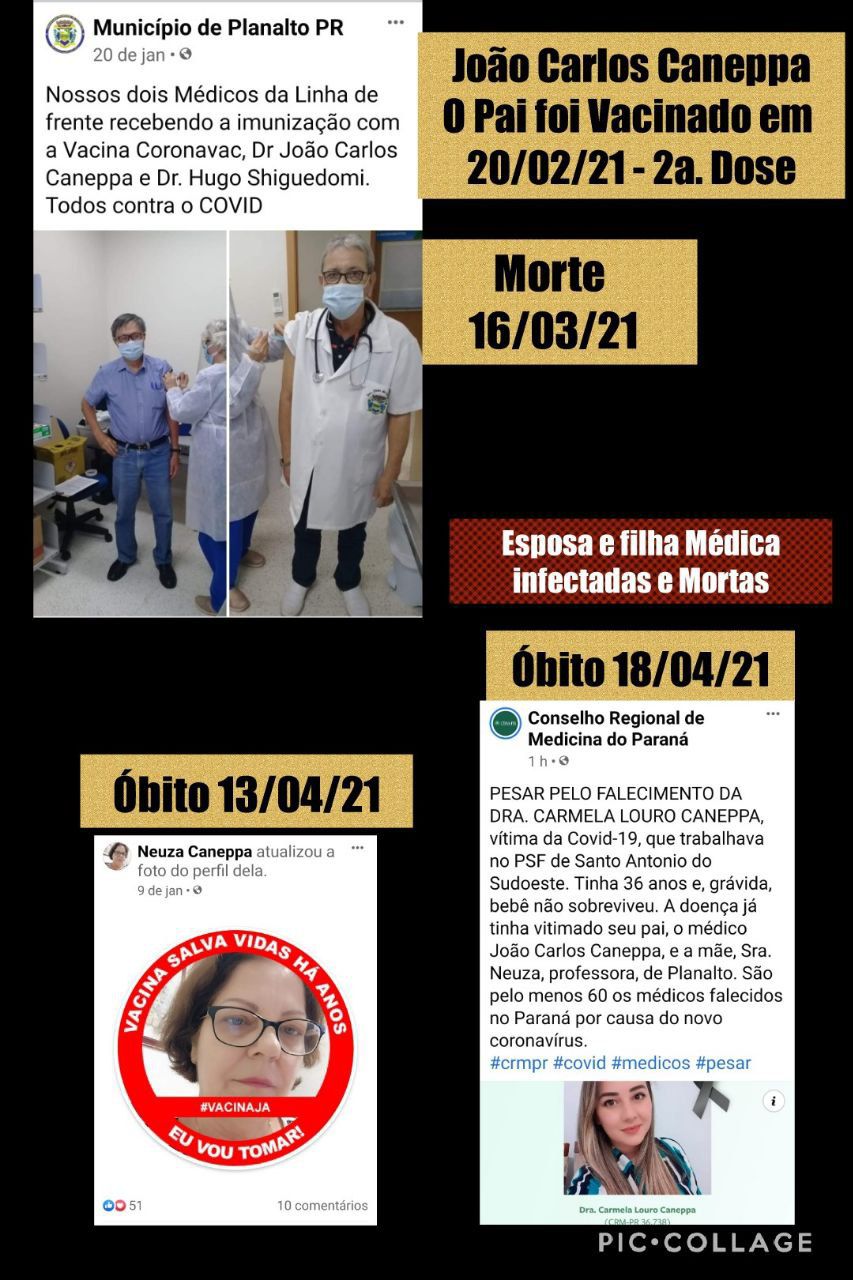 Município de Planalto PR
20 de jan
Nossos dois Médicos da Linha de
frente recebendo a imunização com
a Vacina Coronavac, Dr João Carlos
Caneppa e Dr. Hugo Shiguedomi.
Todos contra o COVID
João Carlos Caneppa
O Pai foi Vacinado em
20/02/21 - 2a. Dose
Morte
16/03/21
Esposa e filha Médica
infectadas e Mortas
Óbito 18/04/21
Conselho Regional de
Medicina do Paraná
1 h
PESAR PELO FALECIMENTO DA
DRA. CARMELA LOURO CANEPPA,
vítima da Covid-19, que trabalhava
no PSF de Santo Antonio do
Sudoeste. Tinha 36 anos e, grávida,
bebê não sobreviveu. A doença já
tinha vitimado seu pai, o médico
João Carlos Caneppa, e a mãe, Sra.
Neuza, professora, de Planalto. São
pelo menos 60 os médicos falecidos
no Paraná por causa do novo
coronavírus.
#crmpr #covid #medicos #pesar
Dra. Carmela Louro Caneppa
(CRM-PR 36.738)
Óbito 13/04/21
Neuza Caneppa atualizou a
foto do perfil dela.
9 de jan
VACINA SALVA VIDAS HÁ ANOS
#VACINAJA
EU VOU TOMAR!
51
10 comentários
PIC•COLLAGE